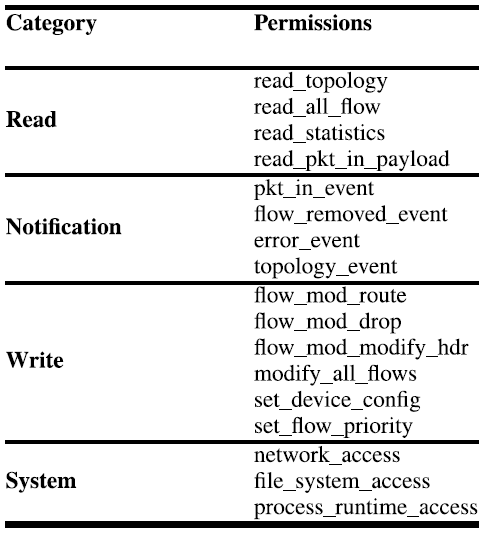 Category Permissions
Read
read_topology
read_all_flow
read_statistics
read_pkt_in_payload
Notification
pkt_in_event
flow_removed_event
error_event
topology_event
Write
flow_mod_route
flow_mod_drop
flow_mod_modify_hdr
modify_all_flows
set_device_config
set_flow_priority
System
network_access
file_system_access
process_runtime_access